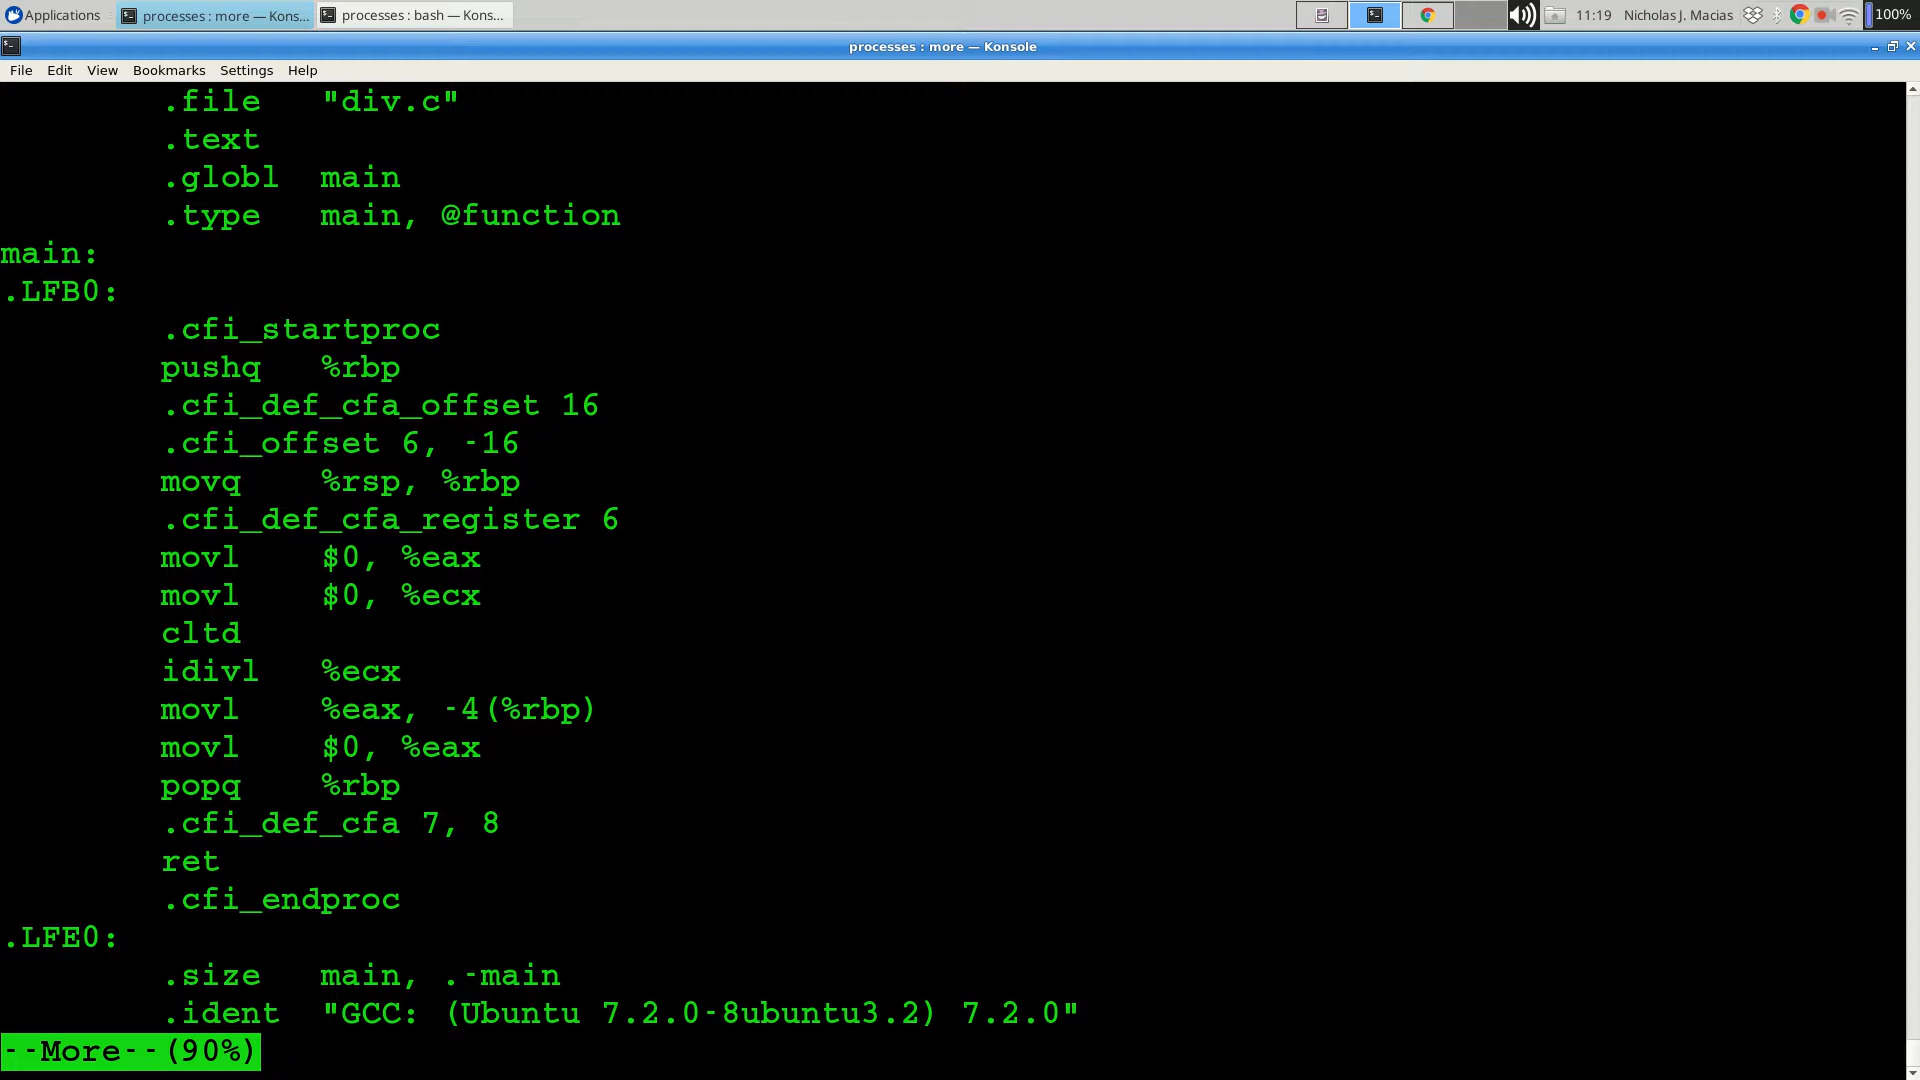 Applications processes : more — Kons... processes : bash — Kons... 11:19 Nicholas J. Macias 100%
processes : more — Konsole
File Edit View Bookmarks Settings Help
.file "div.c"
.text
.globl main
.type main, @function
main:
.LFB0:
.cfi_startproc
pushq %rbp
.cfi_def_cfa_offset 16
.cfi_offset 6, -16
movq %rsp, %rbp
.cfi_def_cfa_register 6
movl $0, %eax
movl $0, %ecx
cltd
idivl %ecx
movl %eax, -4(%rbp)
movl $0, %eax
popq %rbp
.cfi_def_cfa 7, 8
ret
.cfi_endproc
.LFE0:
.size main, .-main
.ident "GCC: (Ubuntu 7.2.0-8ubuntu3.2) 7.2.0"
--More--(90%)